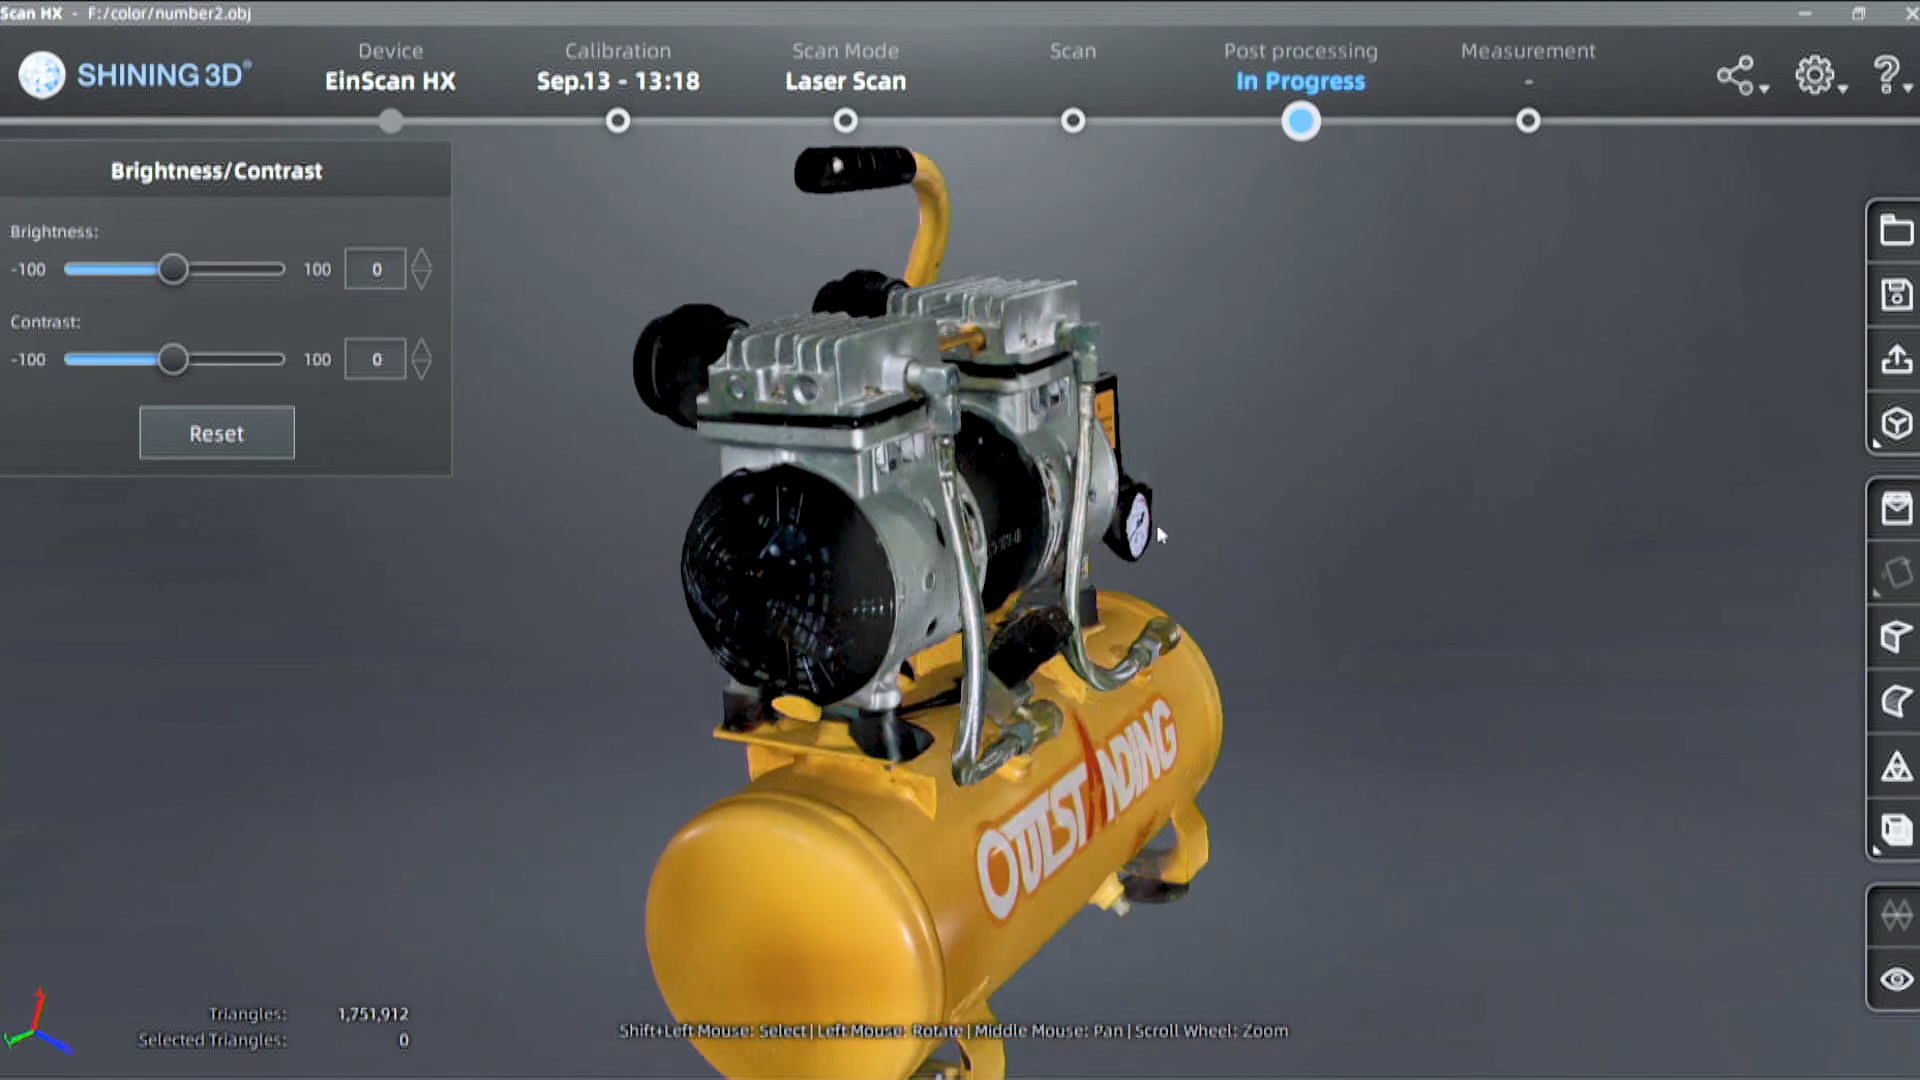 Scan HX - F:/color/number2.obj
SHINING 3D®
Device
EinScan HX
Calibration
Sep.13 - 13:18
Scan Mode
Laser Scan
Scan
Post processing
In Progress
Measurement
-
?
Brightness/Contrast
Brightness:
-100 100 0
Contrast:
-100 100 0
Reset
OUTSTANDING
Triangles: 1,751,912
Selected Triangles: 0
Shift+Left Mouse: Select | Left Mouse: Rotate | Middle Mouse: Pan | Scroll Wheel: Zoom